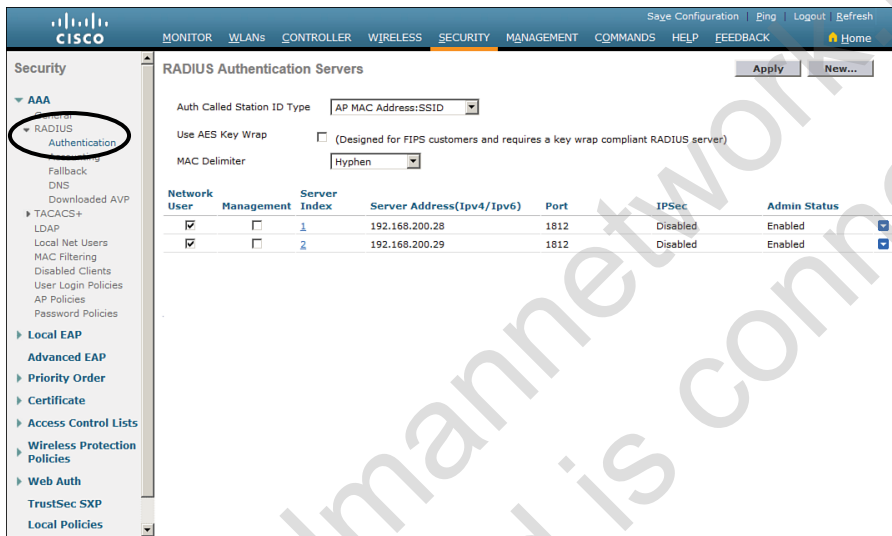 Save Configuration | Ping | Logout | Refresh
CISCO
MONITOR WLANs CONTROLLER WIRELESS SECURITY MANAGEMENT COMMANDS HELP FEEDBACK Home
Security
AAA
General
RADIUS
Authentication
Accounting
Fallback
DNS
Downloaded AVP
TACACS+
LDAP
Local Net Users
MAC Filtering
Disabled Clients
User Login Policies
AP Policies
Password Policies
Local EAP
Advanced EAP
Priority Order
Certificate
Access Control Lists
Wireless Protection
Policies
Web Auth
TrustSec SXP
Local Policies
RADIUS Authentication Servers
Apply New...
Auth Called Station ID Type AP MAC Address:SSID
Use AES Key Wrap (Designed for FIPS customers and requires a key wrap compliant RADIUS server)
MAC Delimiter Hyphen
Network User Management Server Index Server Address(Ipv4/Ipv6) Port IPSec Admin Status
1 192.168.200.28 1812 Disabled Enabled
2 192.168.200.29 1812 Disabled Enabled